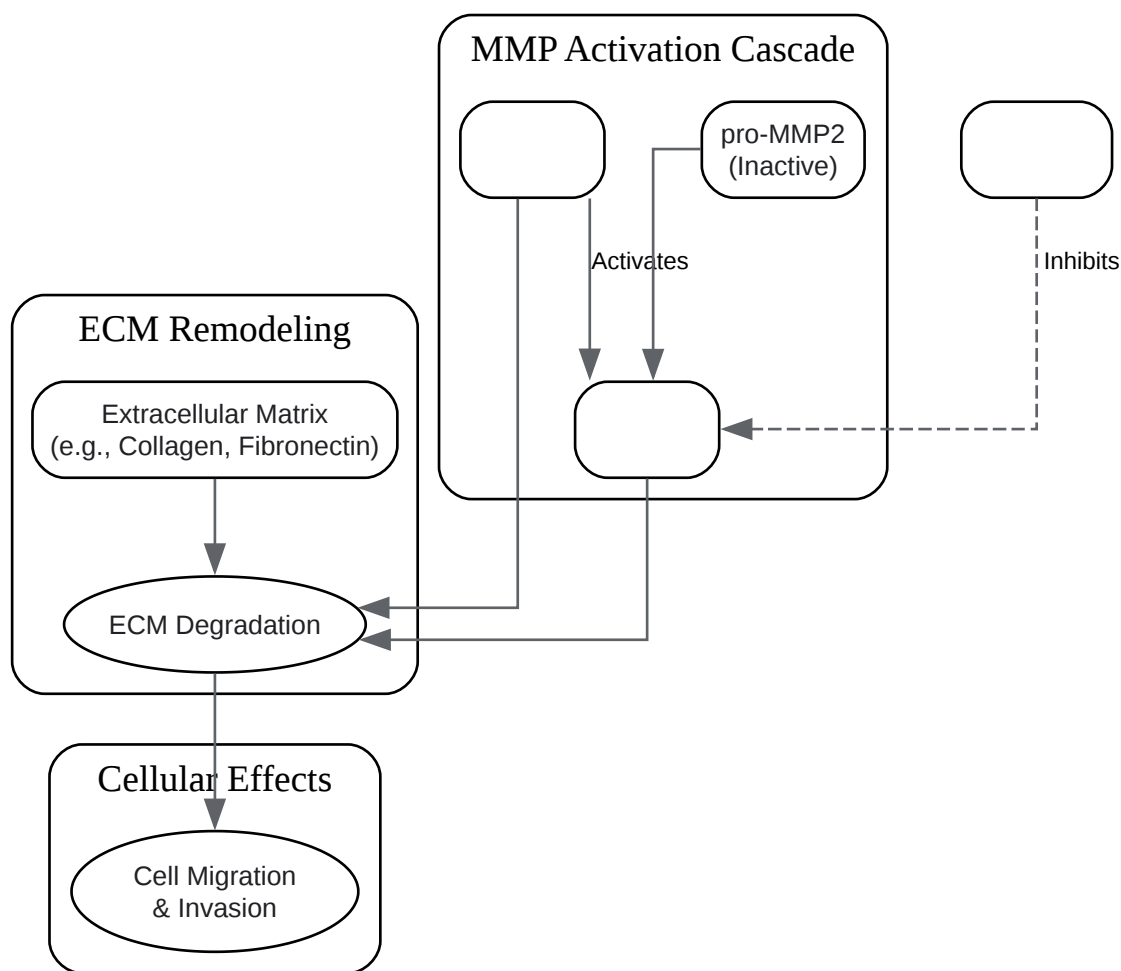 MMP Activation Cascade
pro-MMP2
(Inactive)
Activates
Inhibits
ECM Remodeling
Extracellular Matrix
(e.g., Collagen, Fibronectin)
ECM Degradation
Cellular Effects
Cell Migration
& Invasion